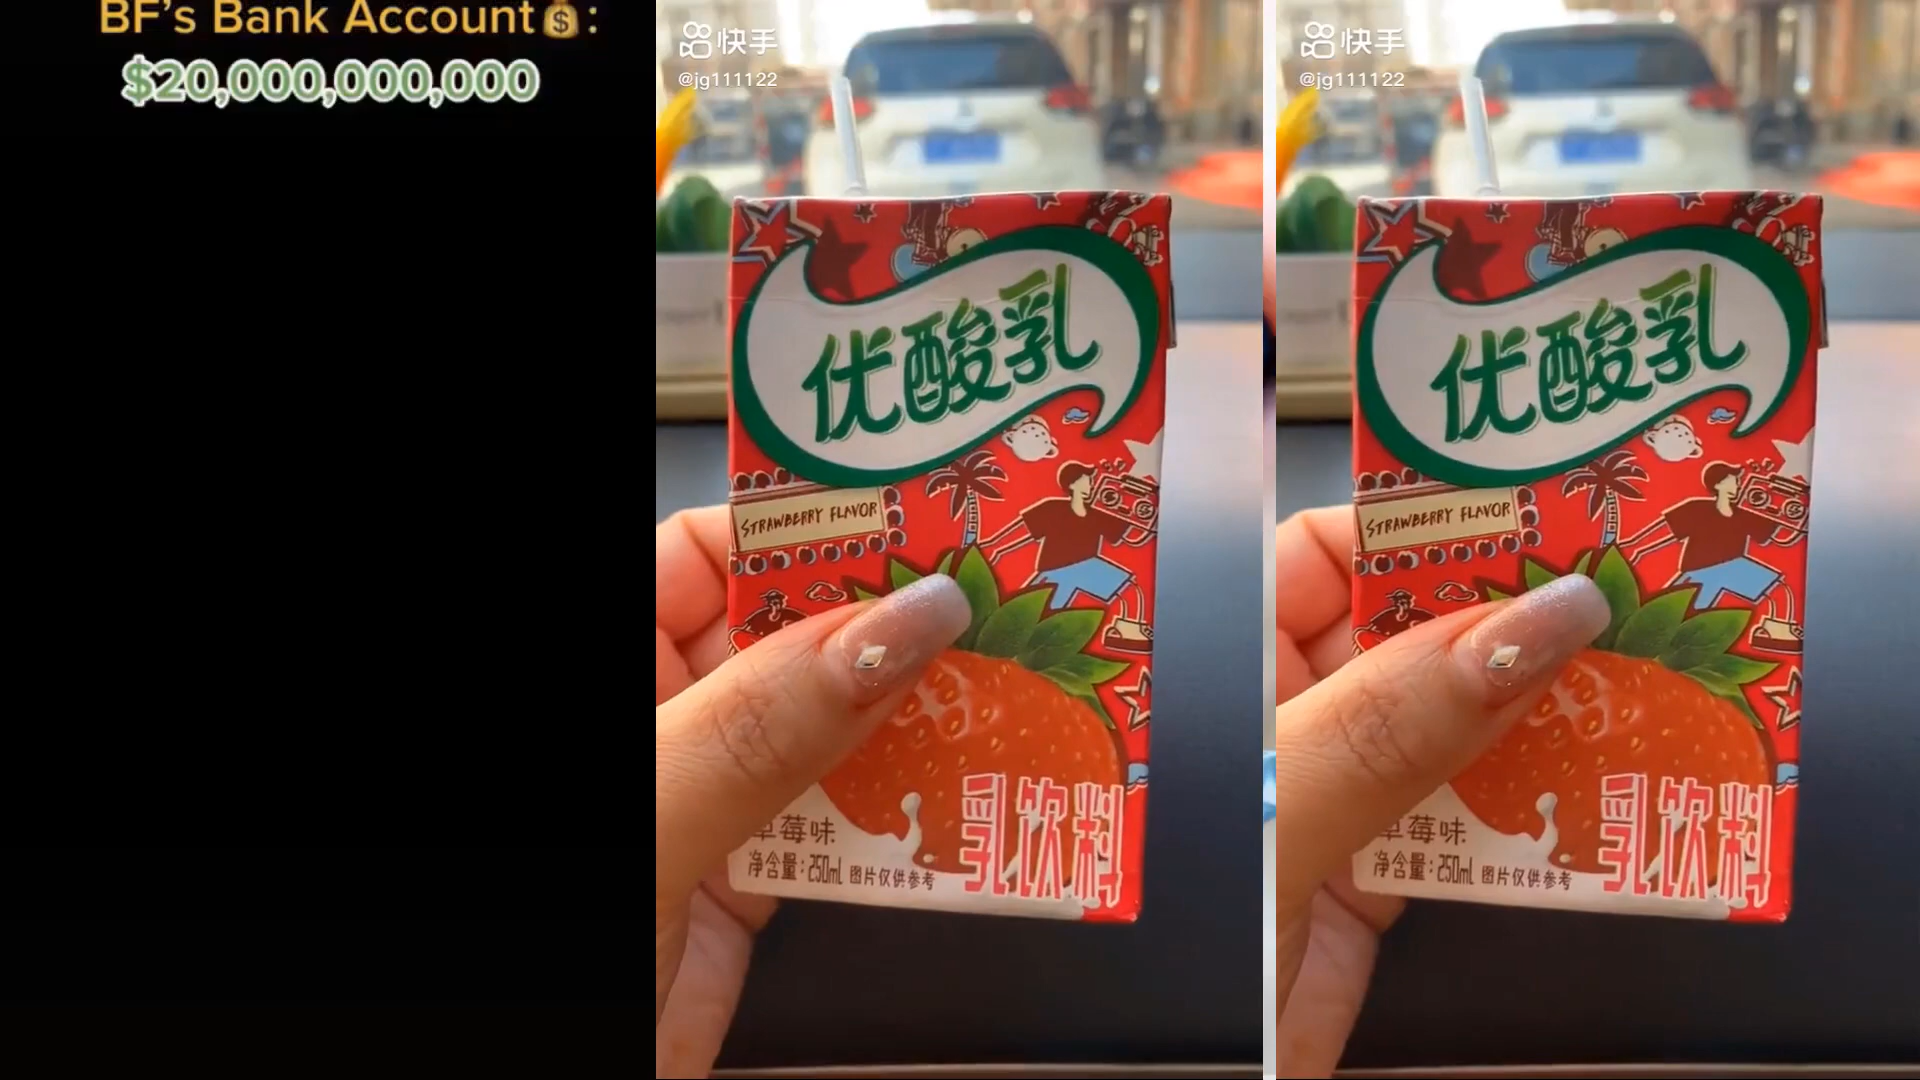 BF's Bank Account💰:
$20,000,000,000
快手
@jg111122
优酸乳
STRAWBERRY FLAVOR
乳饮料
草莓味
净含量:250mL 图片仅供参考
快手
@jg111122
优酸乳
STRAWBERRY FLAVOR
乳饮料
草莓味
净含量:250mL 图片仅供参考